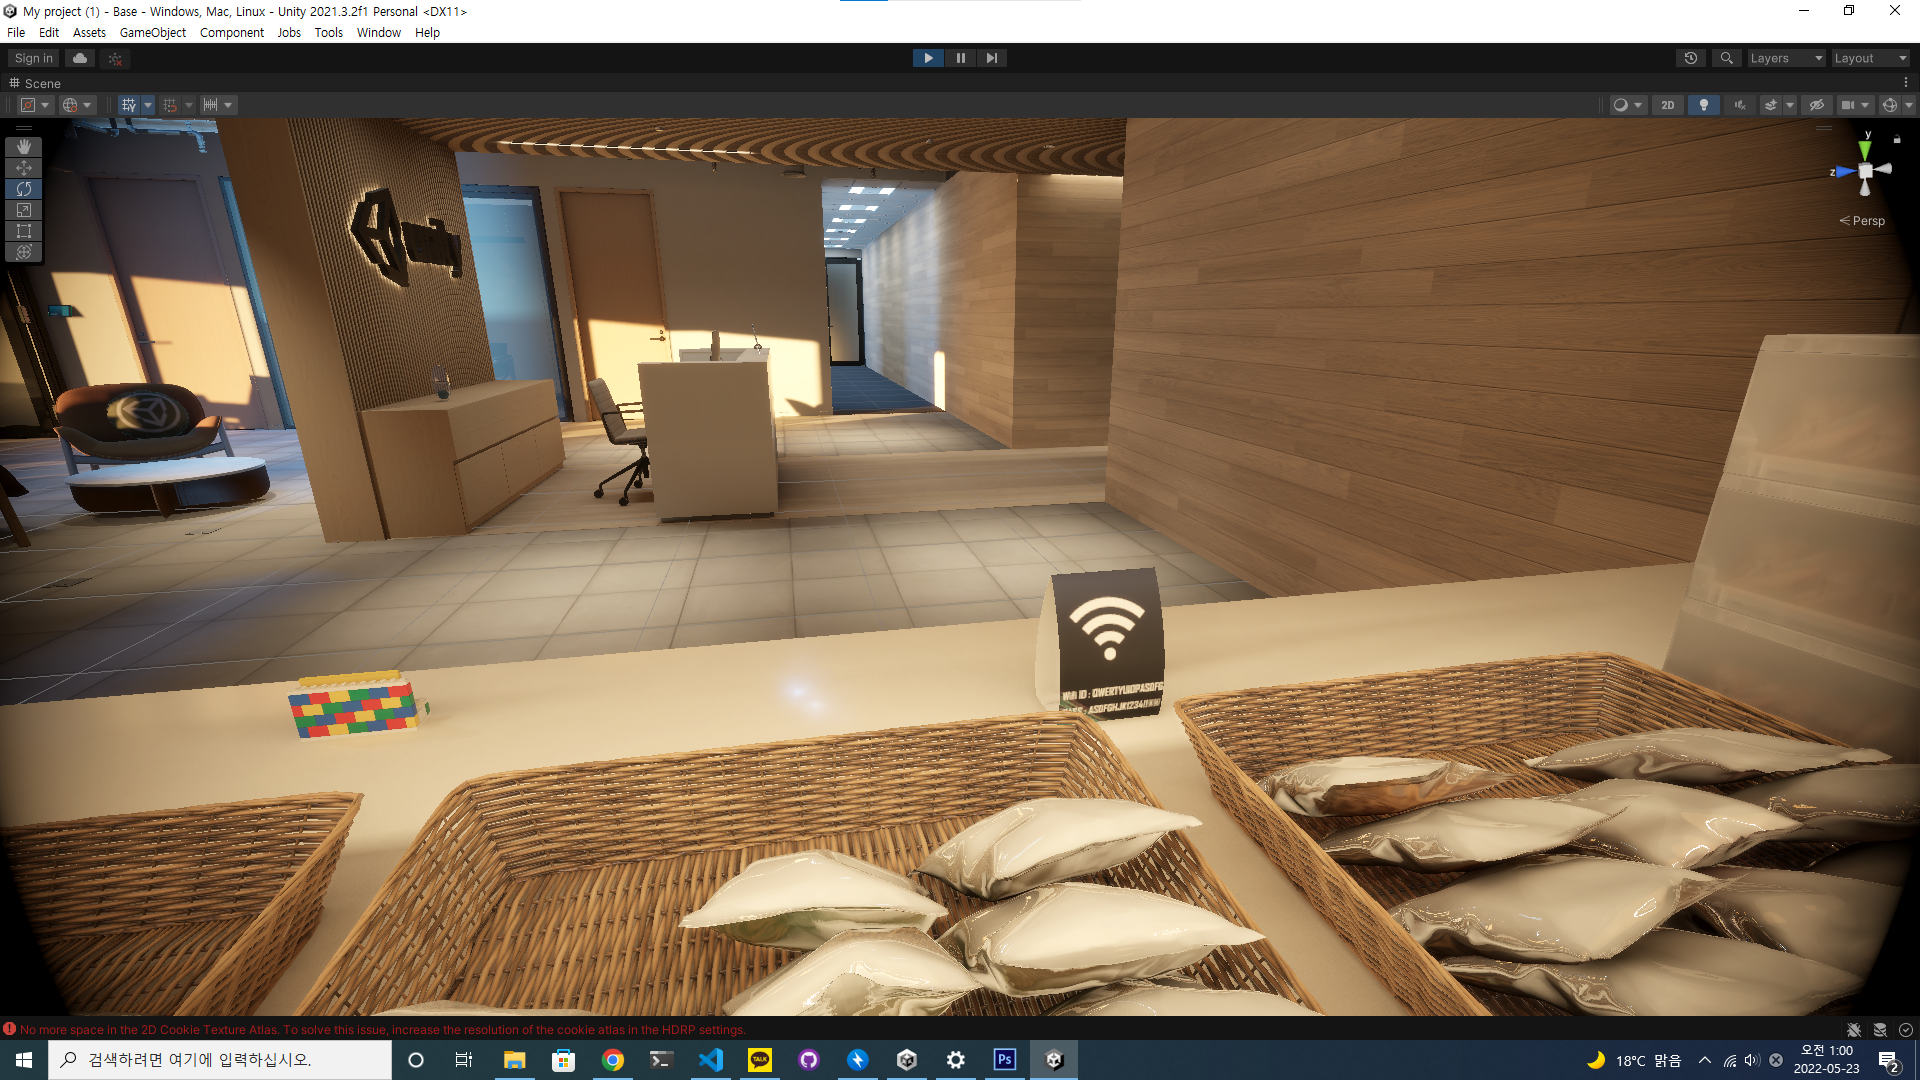 My project (1) - Base - Windows, Mac, Linux - Unity 2021.3.2f1 Personal <DX11>
File Edit Assets GameObject Component Jobs Tools Window Help
Sign in
Layers
Layout
Scene
2D
y
z
Persp
Wifi ID : QWERTYUIOPASDFG
: ASDFGHJK1234!!
No more space in the 2D Cookie Texture Atlas. To solve this issue, increase the resolution of the cookie atlas in the HDRP settings.
검색하려면 여기에 입력하십시오.
TALK
Ps
18°C 맑음
오전 1:00
2022-05-23
2